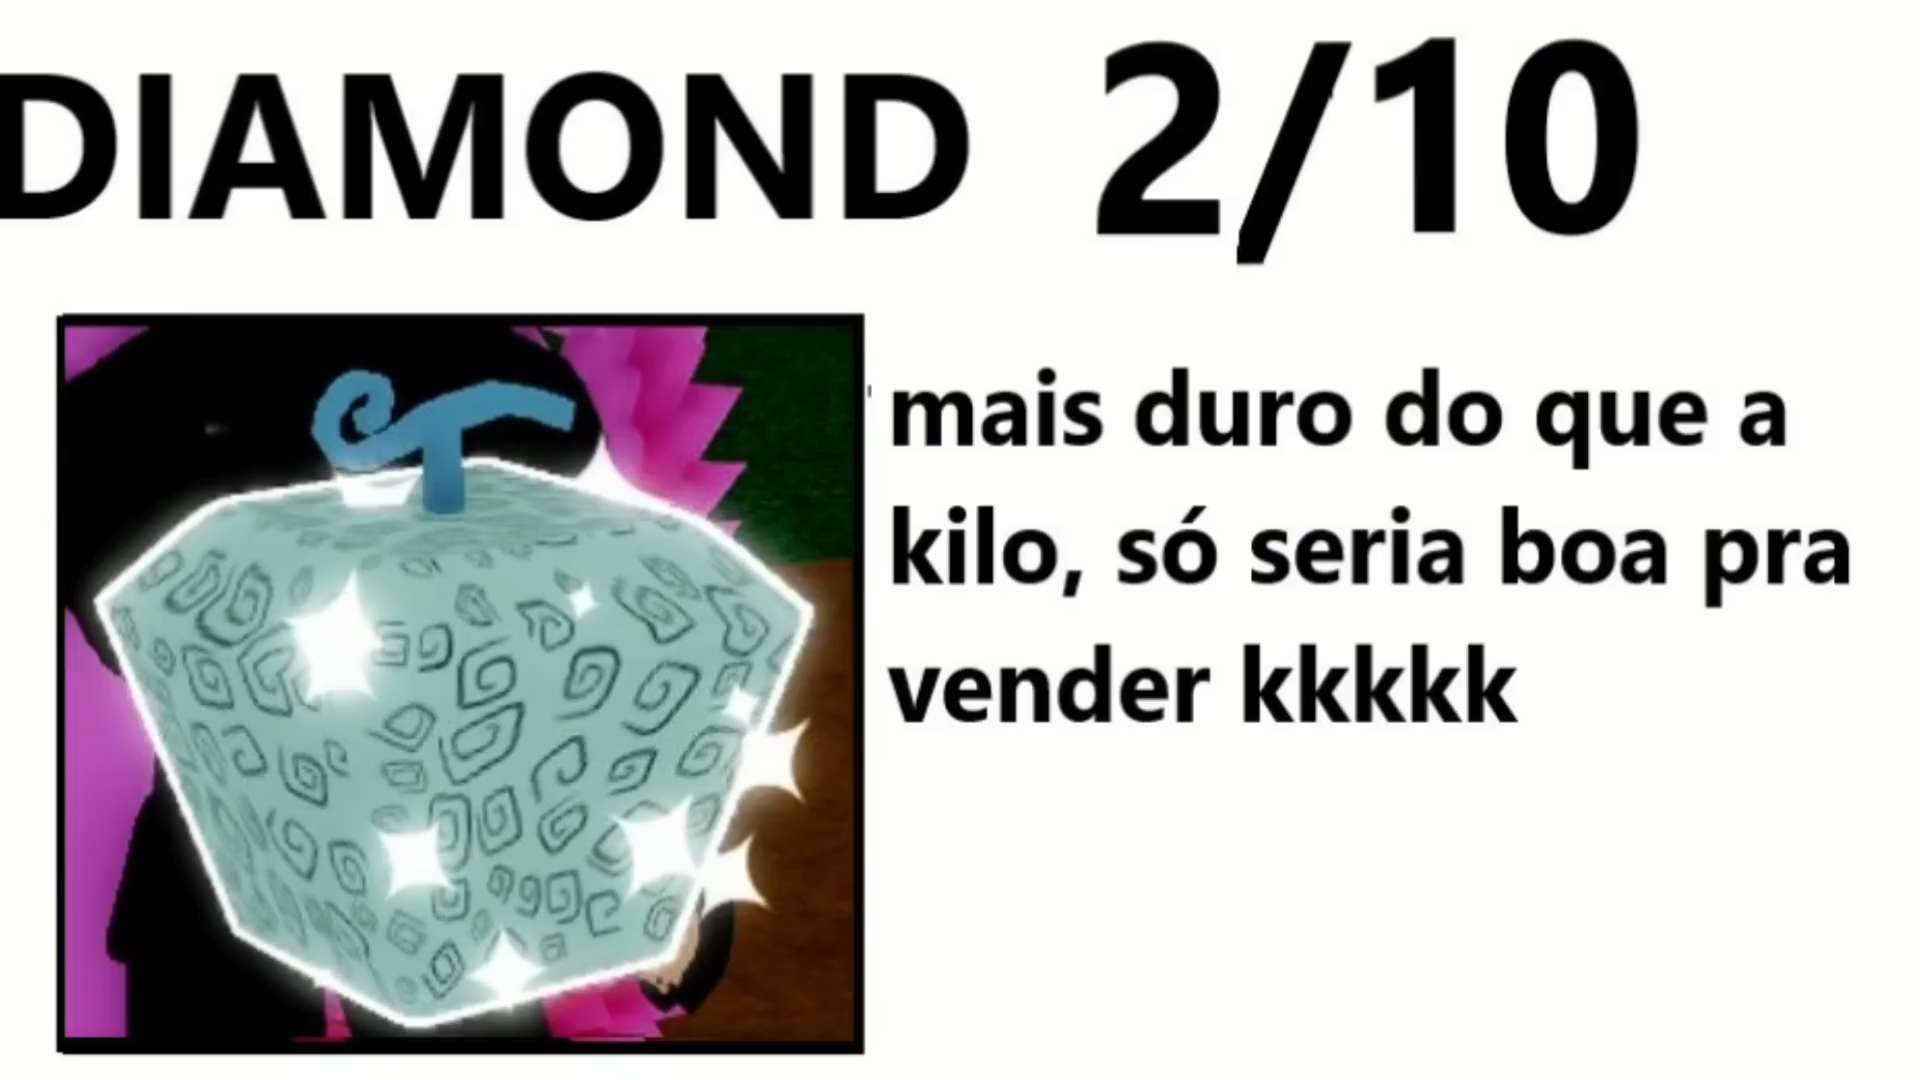 DIAMOND 2/10
mais duro do que a
kilo, só seria boa pra
vender kkkkk